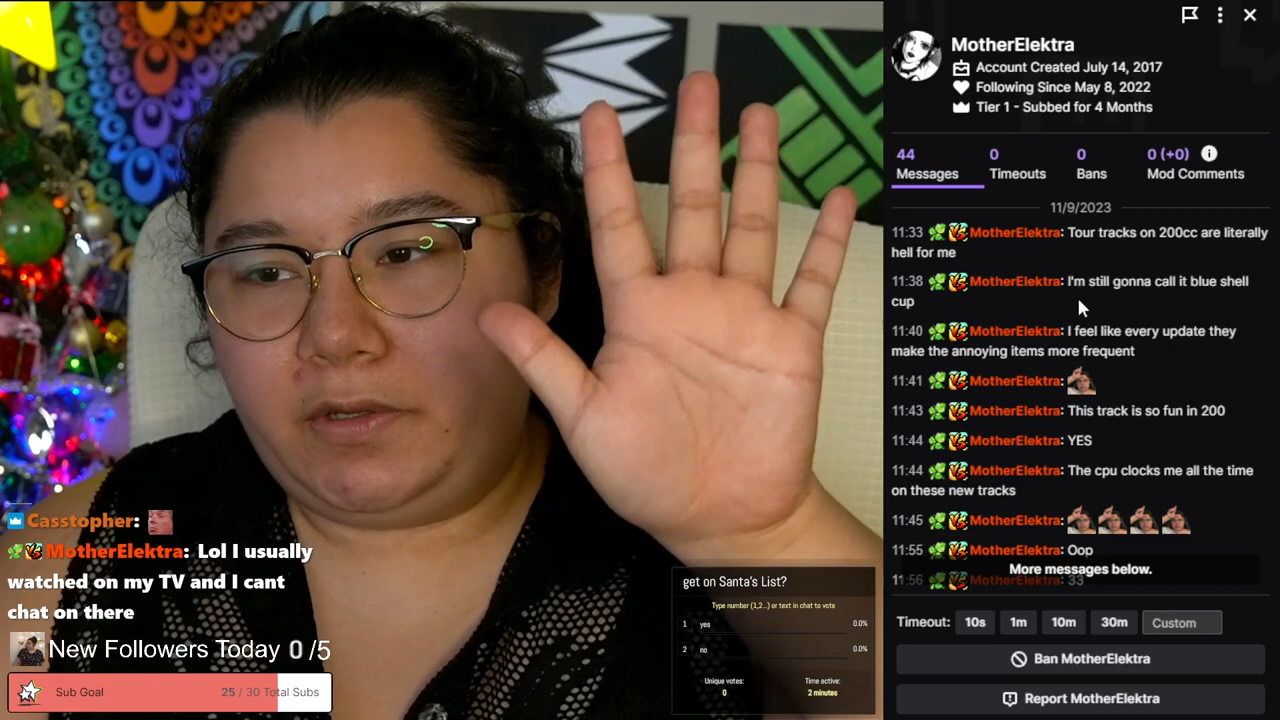 Casstopher:
MotherElektra: Lol I usually
watched on my TV and I cant
chat on there
New Followers Today 0 /5
Sub Goal 25 / 30 Total Subs
get on Santa's List?
Type number (1,2...) or text in chat to vote
1 yes 0.0%
2 no 0.0%
Unique votes: Time active:
0 2 minutes
MotherElektra
Account Created July 14, 2017
Following Since May 8, 2022
Tier 1 - Subbed for 4 Months
44 0 0 0 (+0)
Messages Timeouts Bans Mod Comments
11/9/2023
11:33 MotherElektra: Tour tracks on 200cc are literally
hell for me
11:38 MotherElektra: I'm still gonna call it blue shell
cup
11:40 MotherElektra: I feel like every update they
make the annoying items more frequent
11:41 MotherElektra:
11:43 MotherElektra: This track is so fun in 200
11:44 MotherElektra: YES
11:44 MotherElektra: The cpu clocks me all the time
on these new tracks
11:45 MotherElektra:
11:55 MotherElektra: Oop
More messages below.
11:56 MotherElektra: 33
Timeout: 10s 1m 10m 30m Custom
Ban MotherElektra
Report MotherElektra